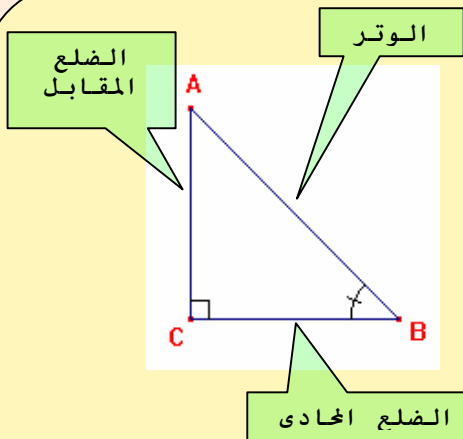 الوتر
الضلع
المقابل
A
C
B
الضلع المحادى